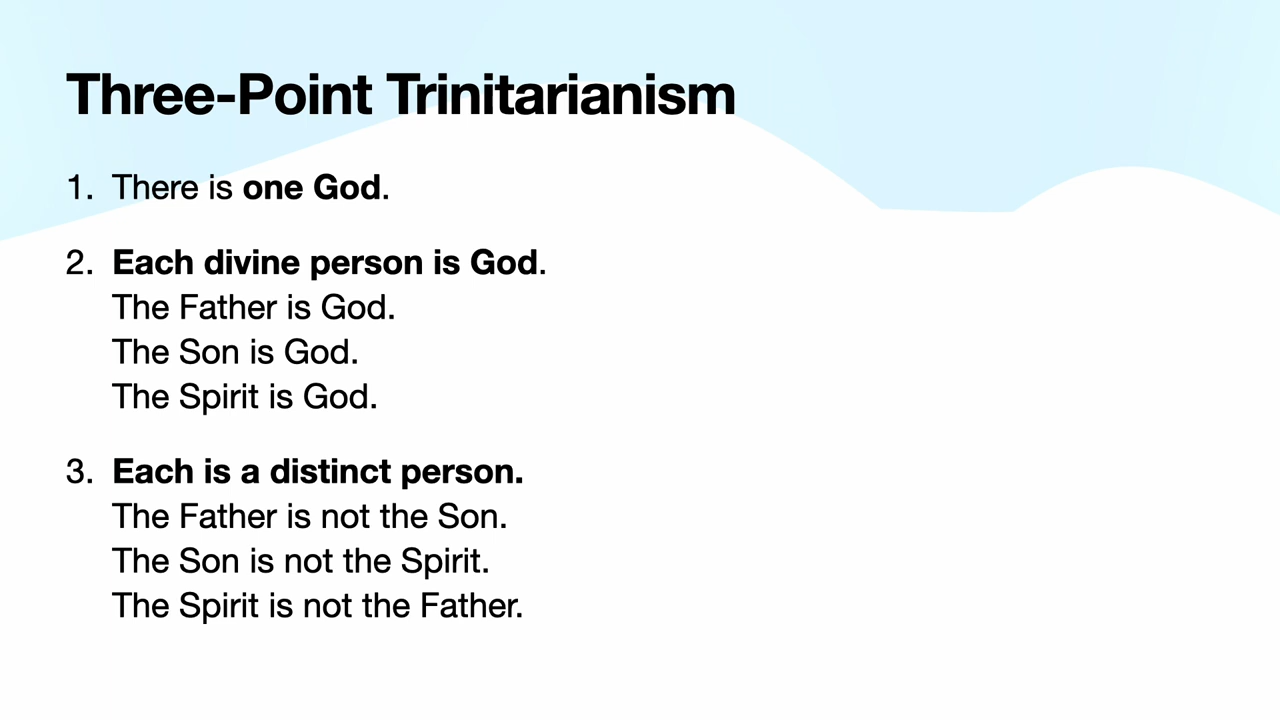 Three-Point Trinitarianism
1. There is one God.
2. Each divine person is God.
The Father is God.
The Son is God.
The Spirit is God.
3. Each is a distinct person.
The Father is not the Son.
The Son is not the Spirit.
The Spirit is not the Father.